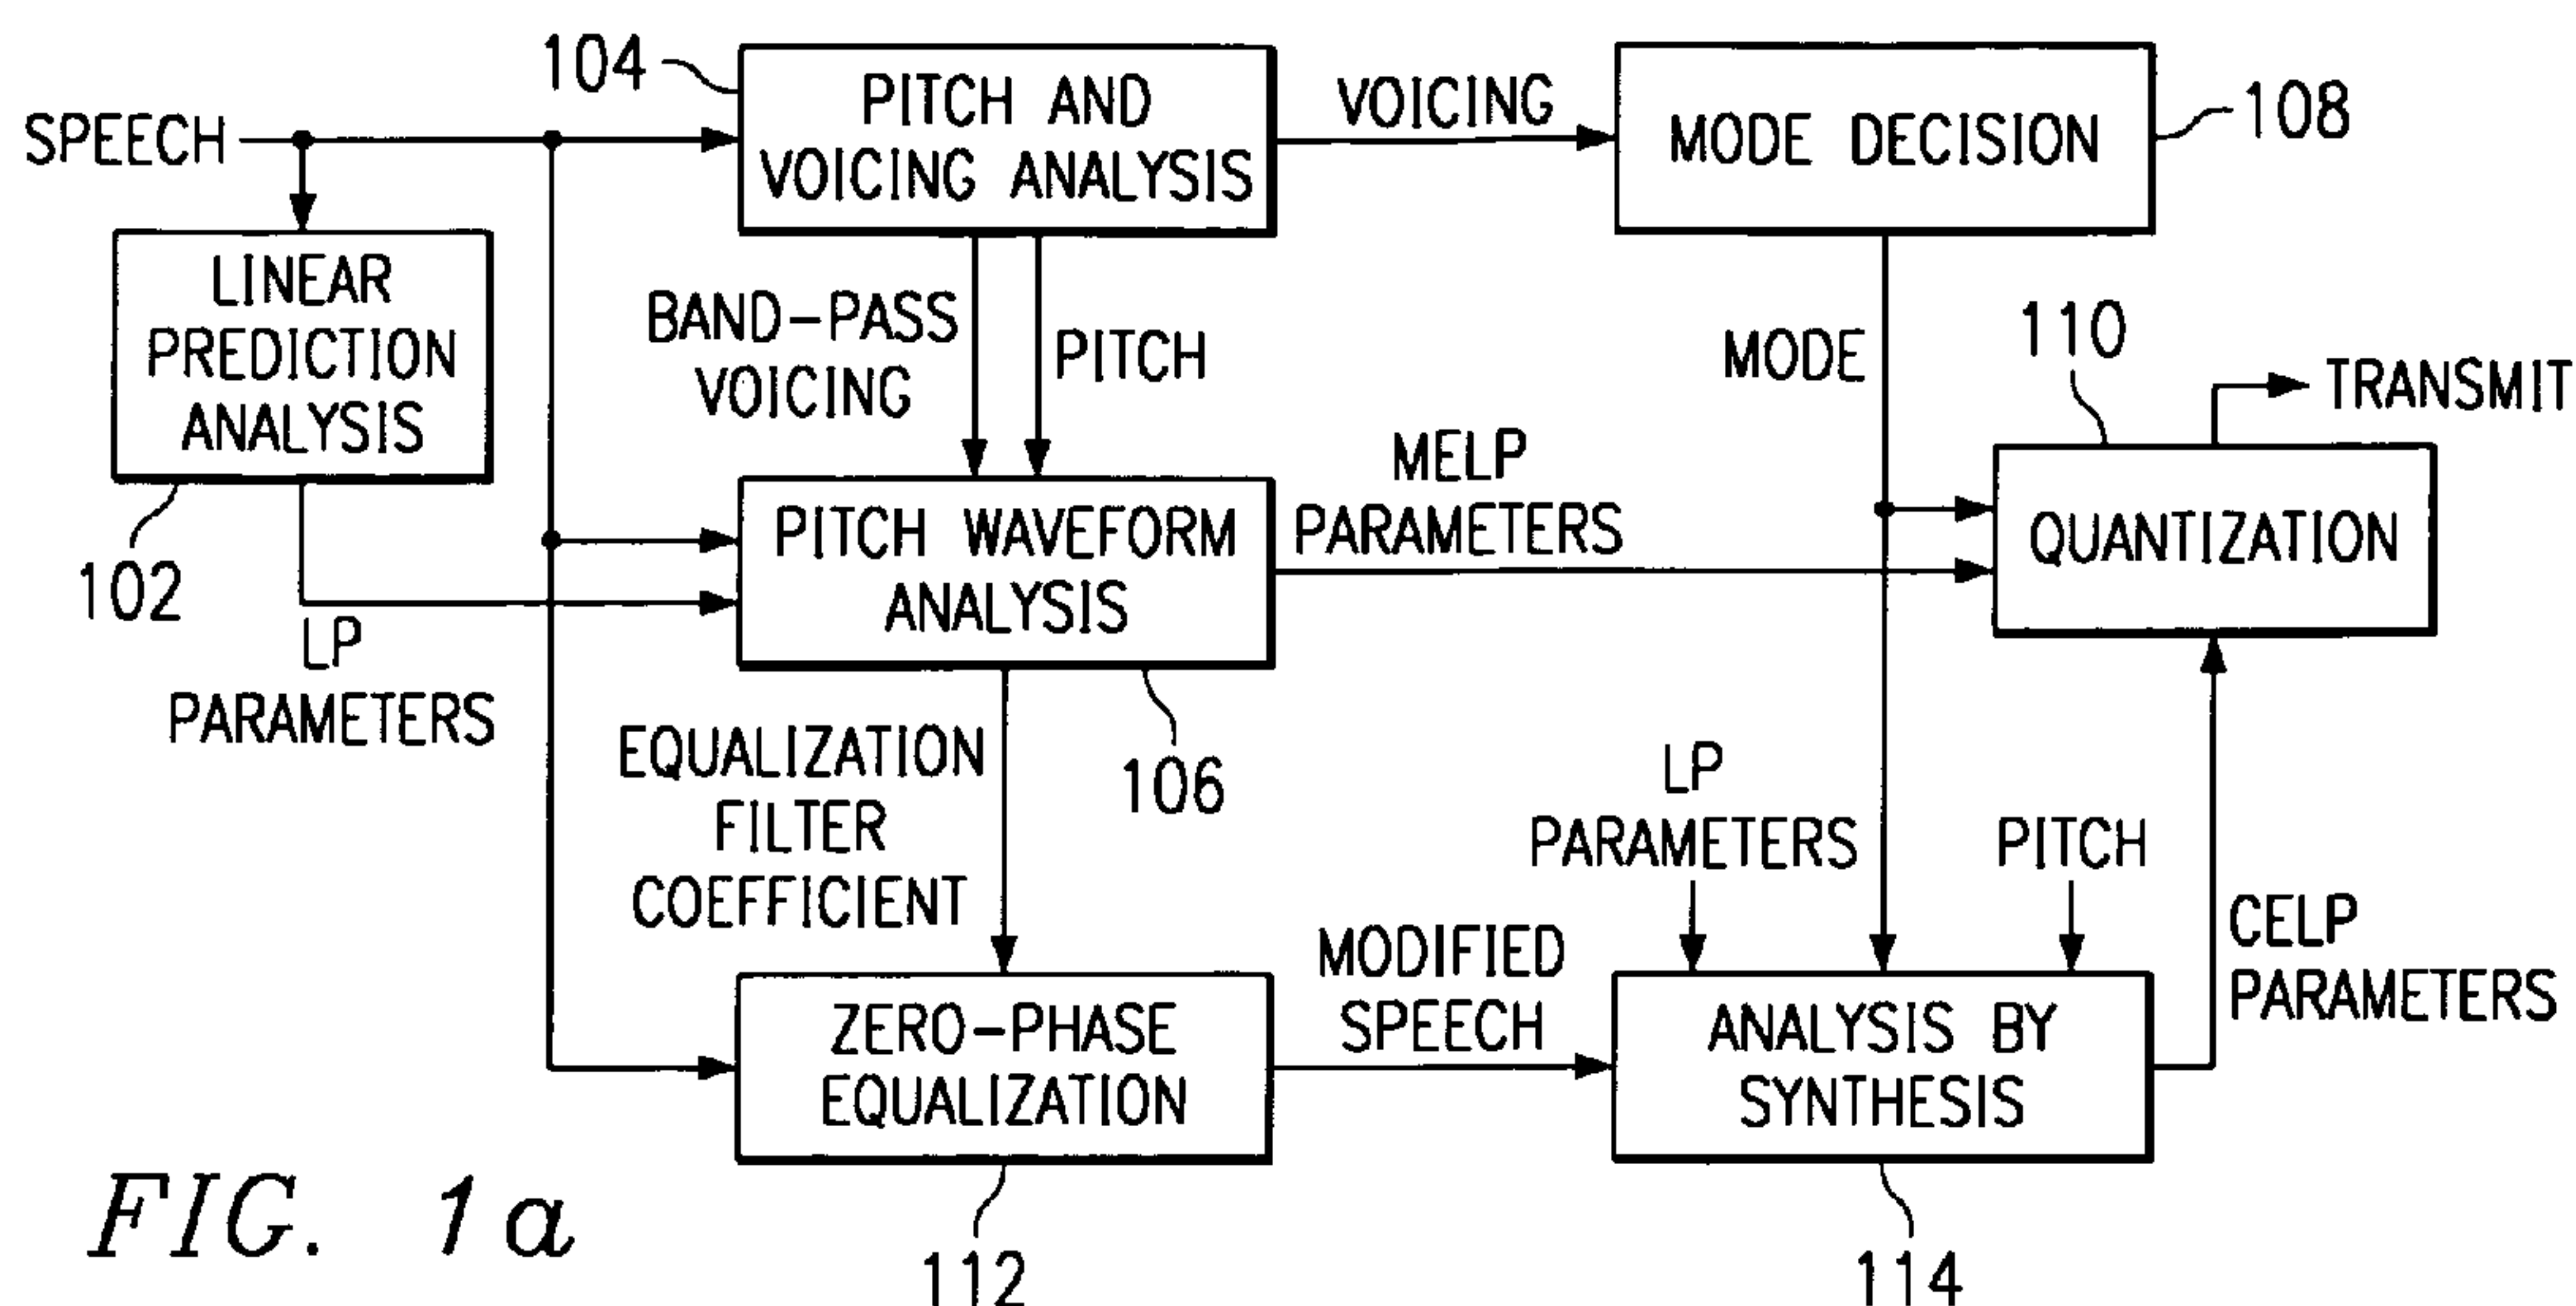 104
PITCH AND
VOICING ANALYSIS
VOICING
MODE DECISION
108
SPEECH
LINEAR
PREDICTION
ANALYSIS
102
BAND-PASS
VOICING
PITCH
MODE
110
TRANSMIT
MELP
PARAMETERS
PITCH WAVEFORM
ANALYSIS
QUANTIZATION
LP
PARAMETERS
106
EQUALIZATION
FILTER
COEFFICIENT
LP
PARAMETERS
PITCH
CELP
PARAMETERS
MODIFIED
SPEECH
ZERO-PHASE
EQUALIZATION
ANALYSIS BY
SYNTHESIS
112
114
FIG. 1a